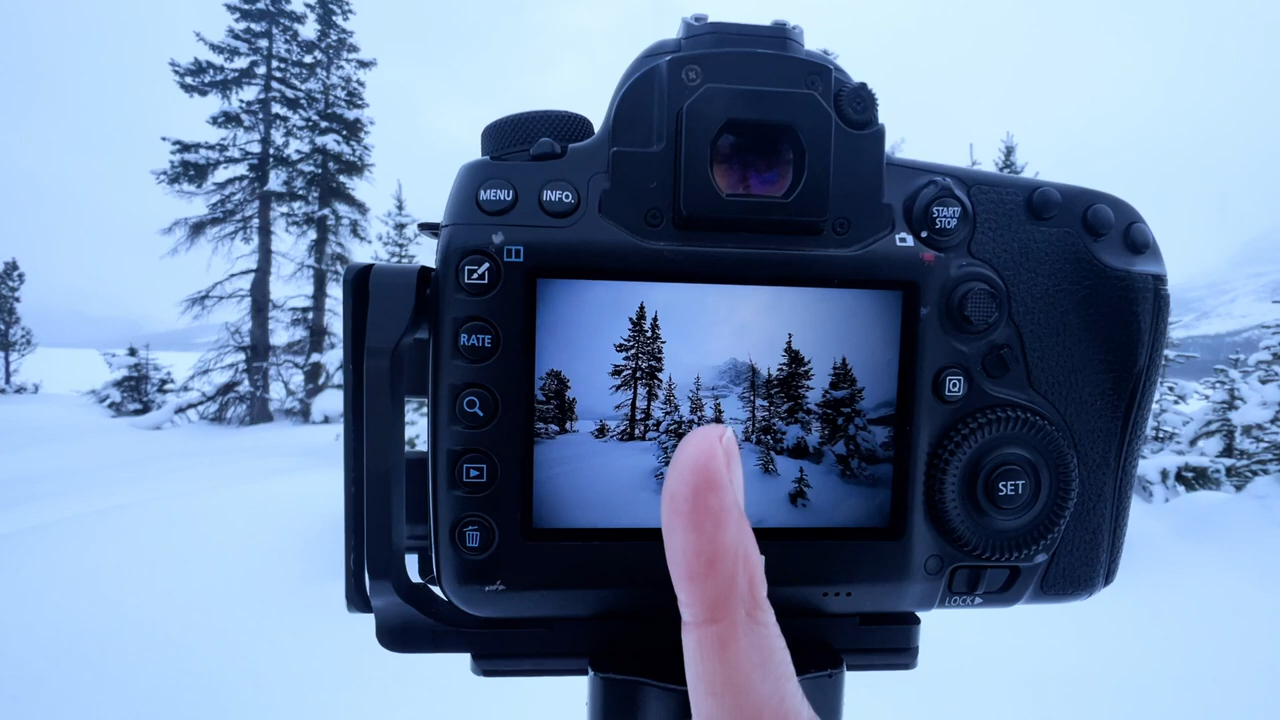 MENU
INFO.
START/
STOP
RATE
Q
SET
LOCK